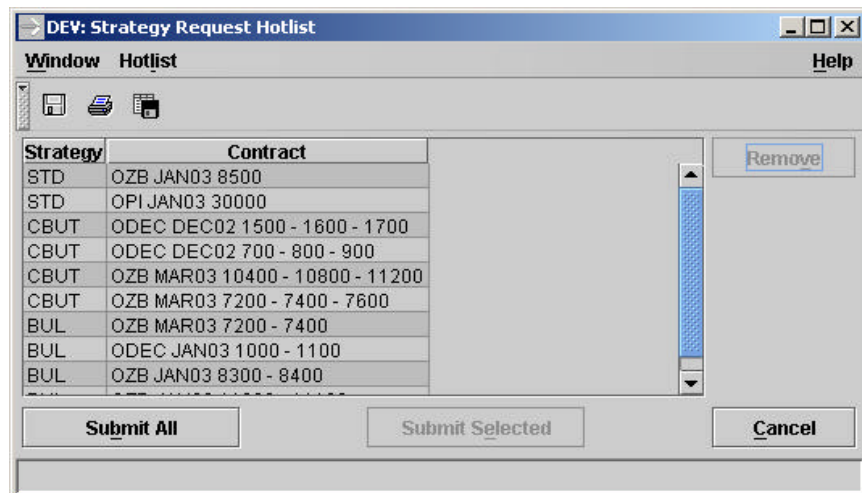 DEV: Strategy Request Hotlist
Window Hotlist Help
Strategy Contract
Remove
STD OZB JAN03 8500
STD OPI JAN03 30000
CBUT ODEC DEC02 1500 - 1600 - 1700
CBUT ODEC DEC02 700 - 800 - 900
CBUT OZB MAR03 10400 - 10800 - 11200
CBUT OZB MAR03 7200 - 7400 - 7600
BUL OZB MAR03 7200 - 7400
BUL ODEC JAN03 1000 - 1100
BUL OZB JAN03 8300 - 8400
Submit All Submit Selected Cancel